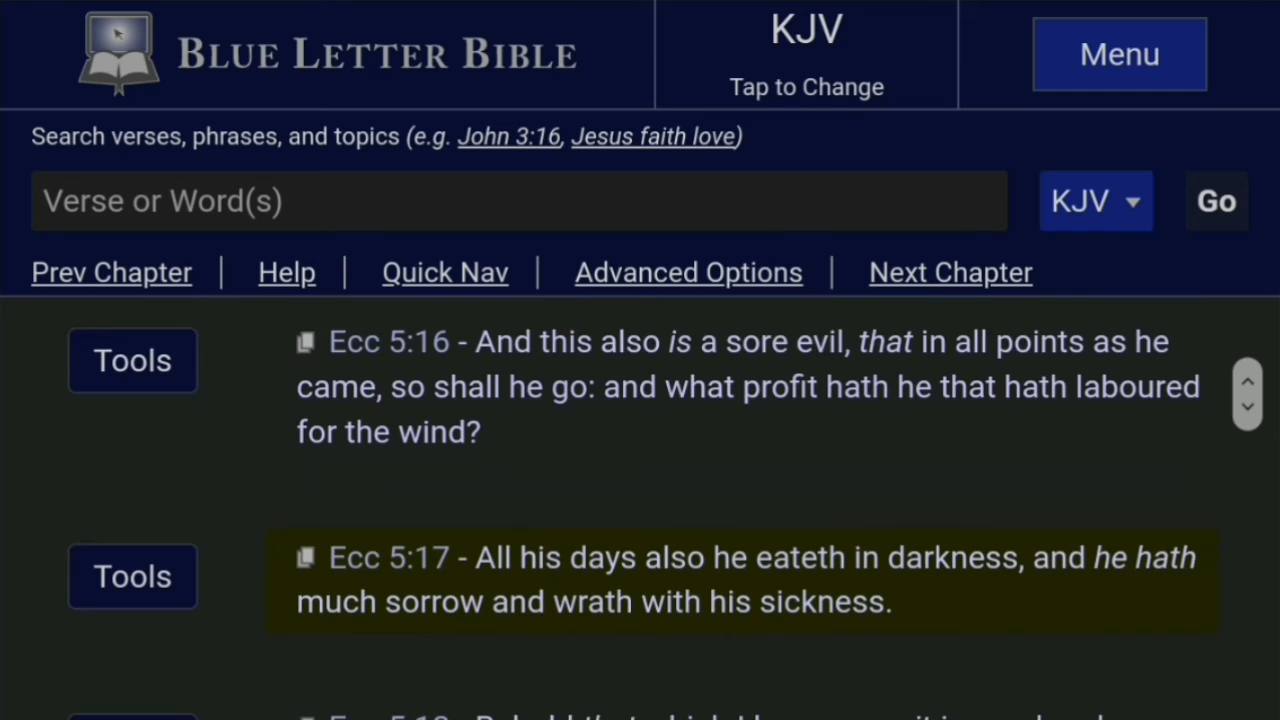 BLUE LETTER BIBLE
KJV
Tap to Change
Menu
Search verses, phrases, and topics (e.g. John 3:16, Jesus faith love)
Verse or Word(s)
KJV
Go
Prev Chapter | Help | Quick Nav | Advanced Options | Next Chapter
Tools
Ecc 5:16 - And this also is a sore evil, that in all points as he
came, so shall he go: and what profit hath he that hath laboured
for the wind?
Tools
Ecc 5:17 - All his days also he eateth in darkness, and he hath
much sorrow and wrath with his sickness.